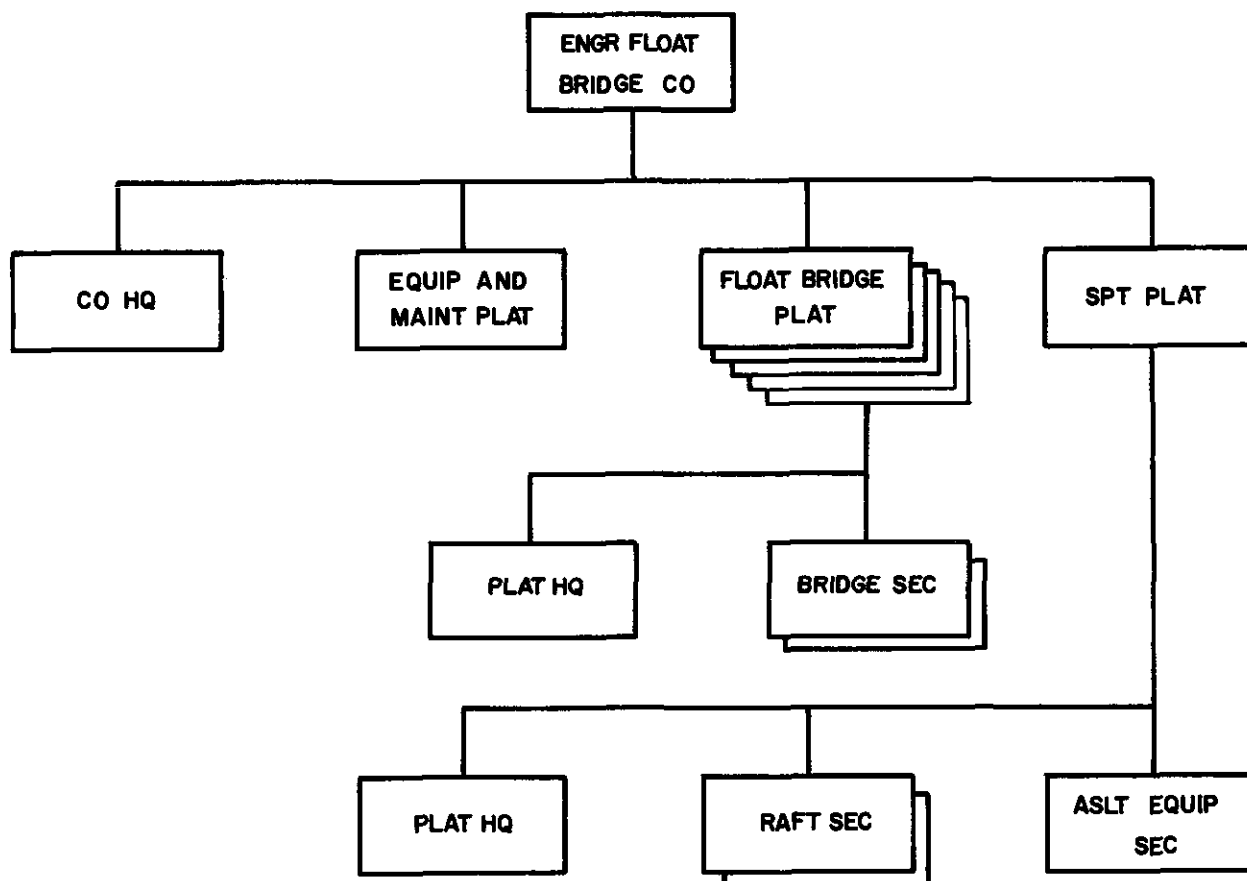 ENGR FLOAT
BRIDGE CO
CO HQ
EQUIP AND
MAINT PLAT
FLOAT BRIDGE
PLAT
SPT PLAT
PLAT HQ
BRIDGE SEC
PLAT HQ
RAFT SEC
ASLT EQUIP
SEC